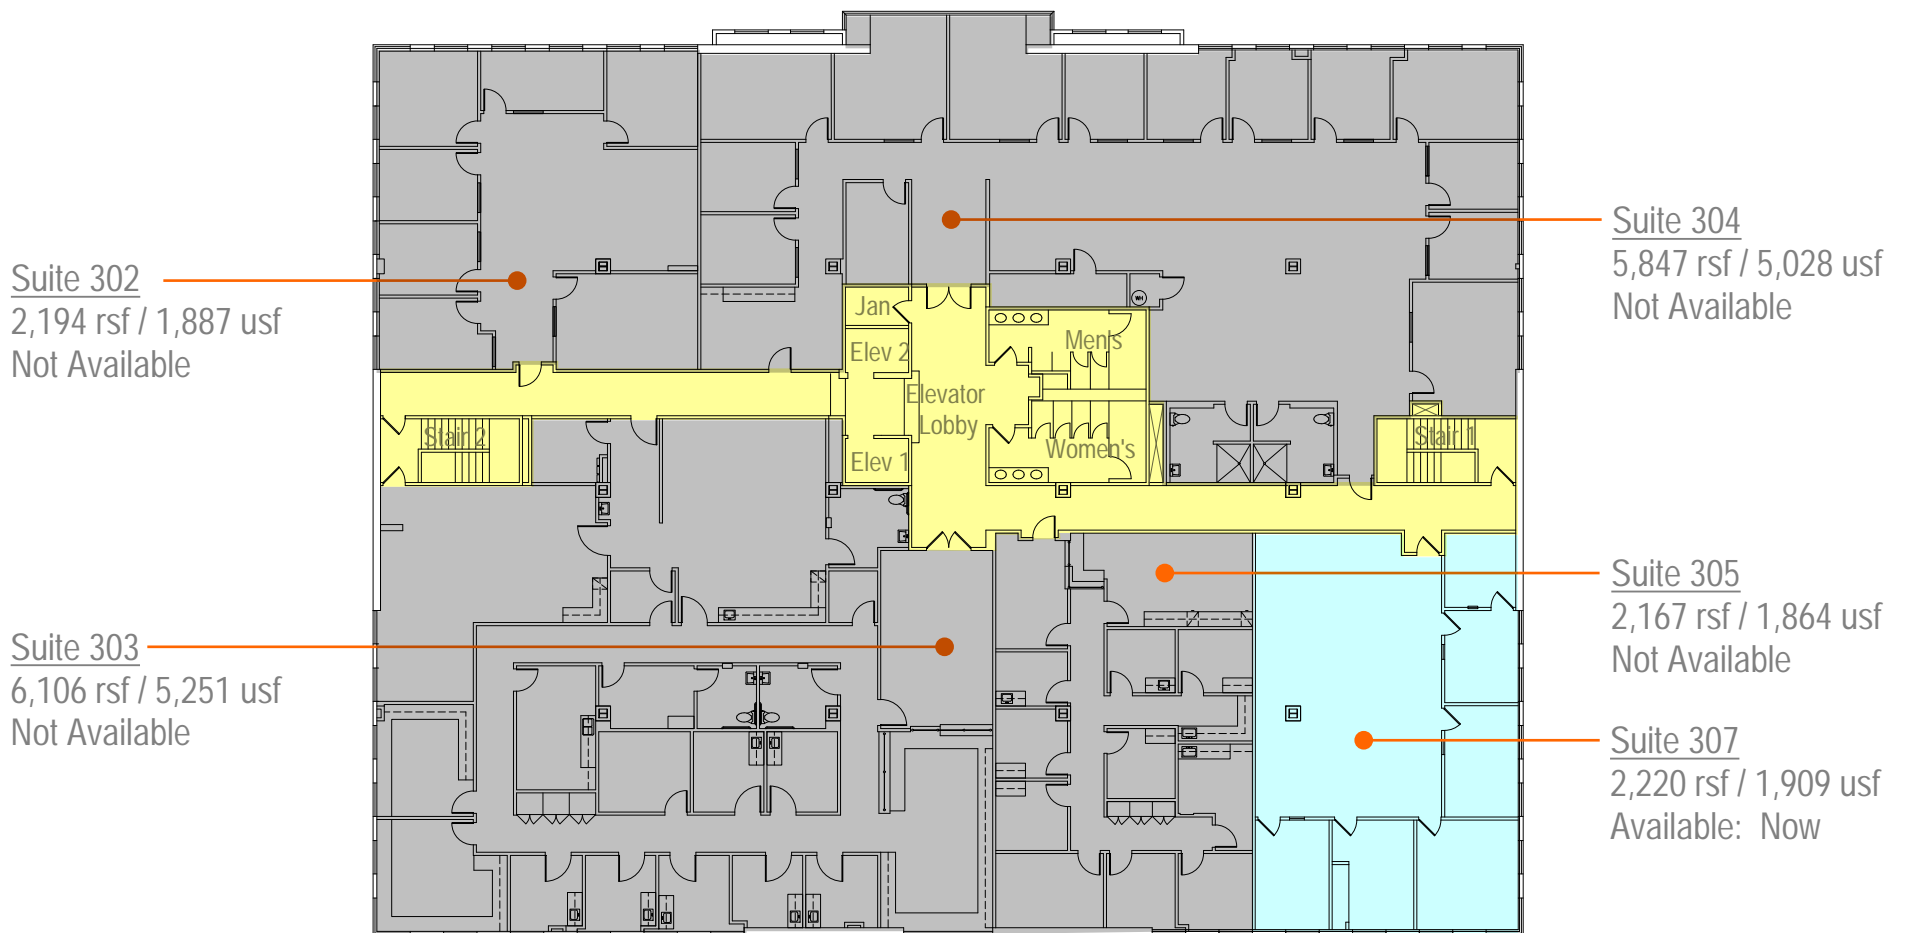 Suite 302
2,194 rsf / 1,887 usf
Not Available
Suite 303
6,106 rsf / 5,251 usf
Not Available
Jan
Elev 2
Elevator
Lobby
Elev 1
Men's
Women's
WH
Stair 2
Stair 1
Suite 304
5,847 rsf / 5,028 usf
Not Available
Suite 305
2,167 rsf / 1,864 usf
Not Available
Suite 307
2,220 rsf / 1,909 usf
Available: Now